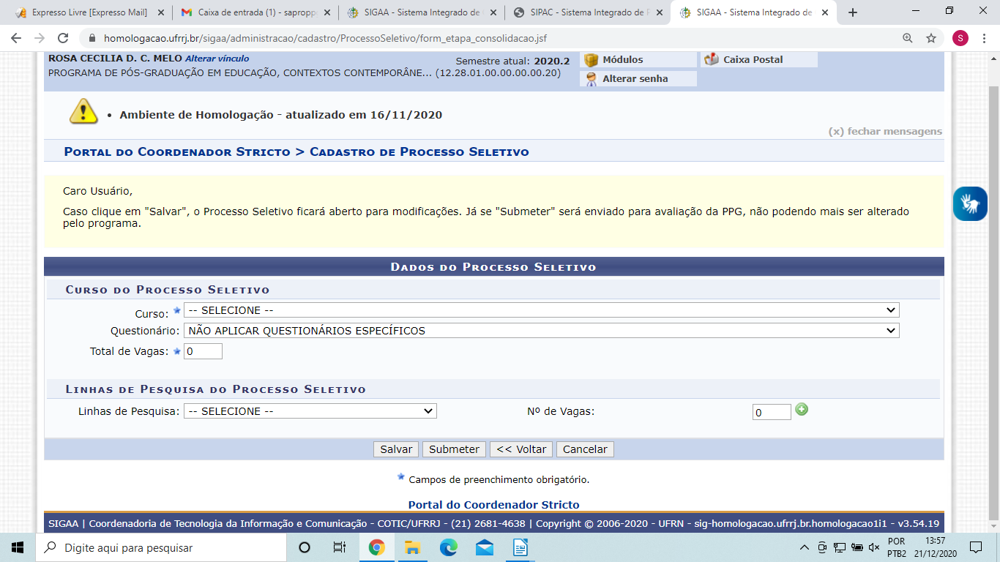 Expresso Livre [Expresso Mail]
Caixa de entrada (1) - saproppg
SIGAA - Sistema Integrado de
SIPAC - Sistema Integrado de P
SIGAA - Sistema Integrado de
homologacao.ufrrj.br/sigaa/administracao/cadastro/ProcessoSeletivo/form_etapa_consolidacao.jsf
S
ROSA CECILIA D. C. MELO Alterar vínculo
Semestre atual: 2020.2
Módulos
Caixa Postal
PROGRAMA DE PÓS-GRADUAÇÃO EM EDUCAÇÃO, CONTEXTOS CONTEMPORÂNE... (12.28.01.00.00.00.00.20)
Alterar senha
• Ambiente de Homologação - atualizado em 16/11/2020
(x) fechar mensagens
Portal do Coordenador Stricto > Cadastro de Processo Seletivo
Caro Usuário,
Caso clique em "Salvar", o Processo Seletivo ficará aberto para modificações. Já se "Submeter" será enviado para avaliação da PPG, não podendo mais ser alterado
pelo programa.
Dados do Processo Seletivo
Curso do Processo Seletivo
Curso: -- SELECIONE --
Questionário: NÃO APLICAR QUESTIONÁRIOS ESPECÍFICOS
Total de Vagas: 0
Linhas de Pesquisa do Processo Seletivo
Linhas de Pesquisa: -- SELECIONE -- Nº de Vagas: 0
Salvar Submeter << Voltar Cancelar
Campos de preenchimento obrigatório.
Portal do Coordenador Stricto
SIGAA | Coordenadoria de Tecnologia da Informação e Comunicação - COTIC/UFRRJ - (21) 2681-4638 | Copyright © 2006-2020 - UFRN - sig-homologacao.ufrrj.br.homologacao1i1 - v3.54.19
Digite aqui para pesquisar
POR
PTB2
13:57
21/12/2020